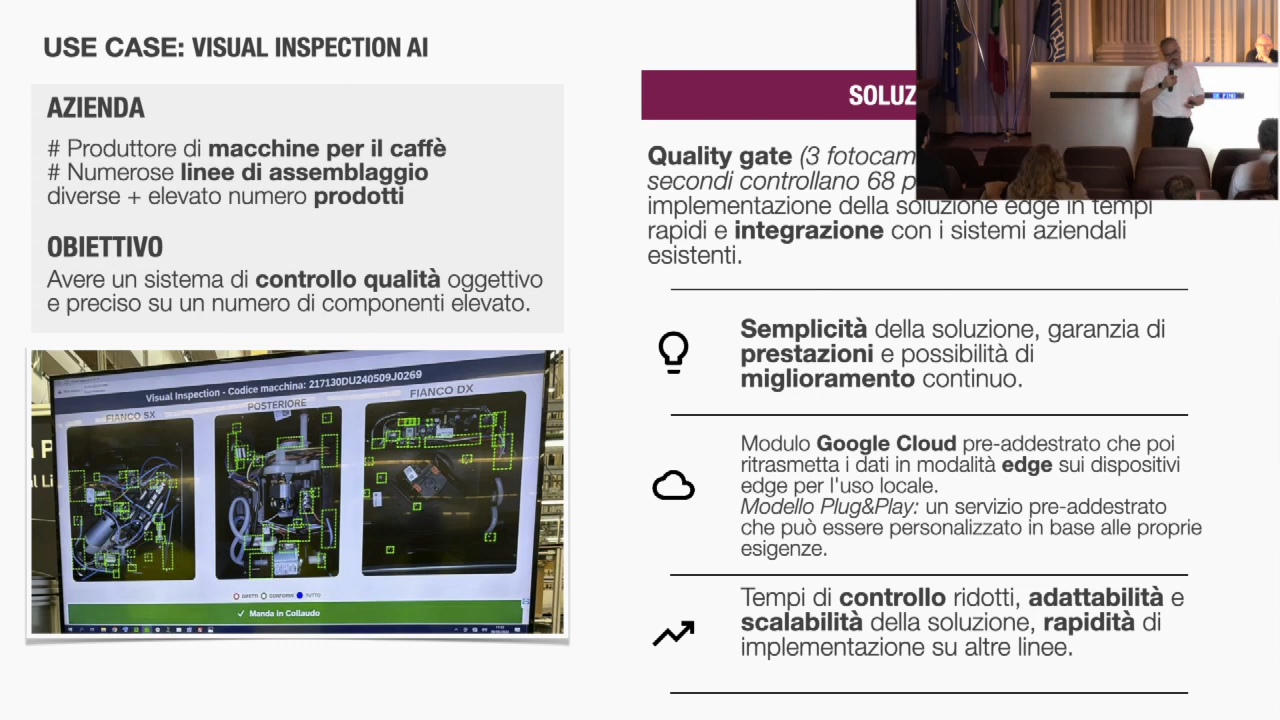 USE CASE: VISUAL INSPECTION AI
AZIENDA
# Produttore di macchine per il caffè
# Numerose linee di assemblaggio
diverse + elevato numero prodotti
OBIETTIVO
Avere un sistema di controllo qualità oggettivo
e preciso su un numero di componenti elevato.
Visual Inspection - Codice macchina: 217130DU240509J0269
FIANCO SX
POSTERIORE
FIANCO DX
DIFETTI CONFORMI TUTTO
✓ Manda in Collaudo
SOLUZ
Quality gate (3 fotocam
secondi controllano 68 p
implementazione della soluzione edge in tempi
rapidi e integrazione con i sistemi aziendali
esistenti.
Semplicità della soluzione, garanzia di
prestazioni e possibilità di
miglioramento continuo.
Modulo Google Cloud pre-addestrato che poi
ritrasmetta i dati in modalità edge sui dispositivi
edge per l'uso locale.
Modello Plug&Play: un servizio pre-addestrato
che può essere personalizzato in base alle proprie
esigenze.
Tempi di controllo ridotti, adattabilità e
scalabilità della soluzione, rapidità di
implementazione su altre linee.